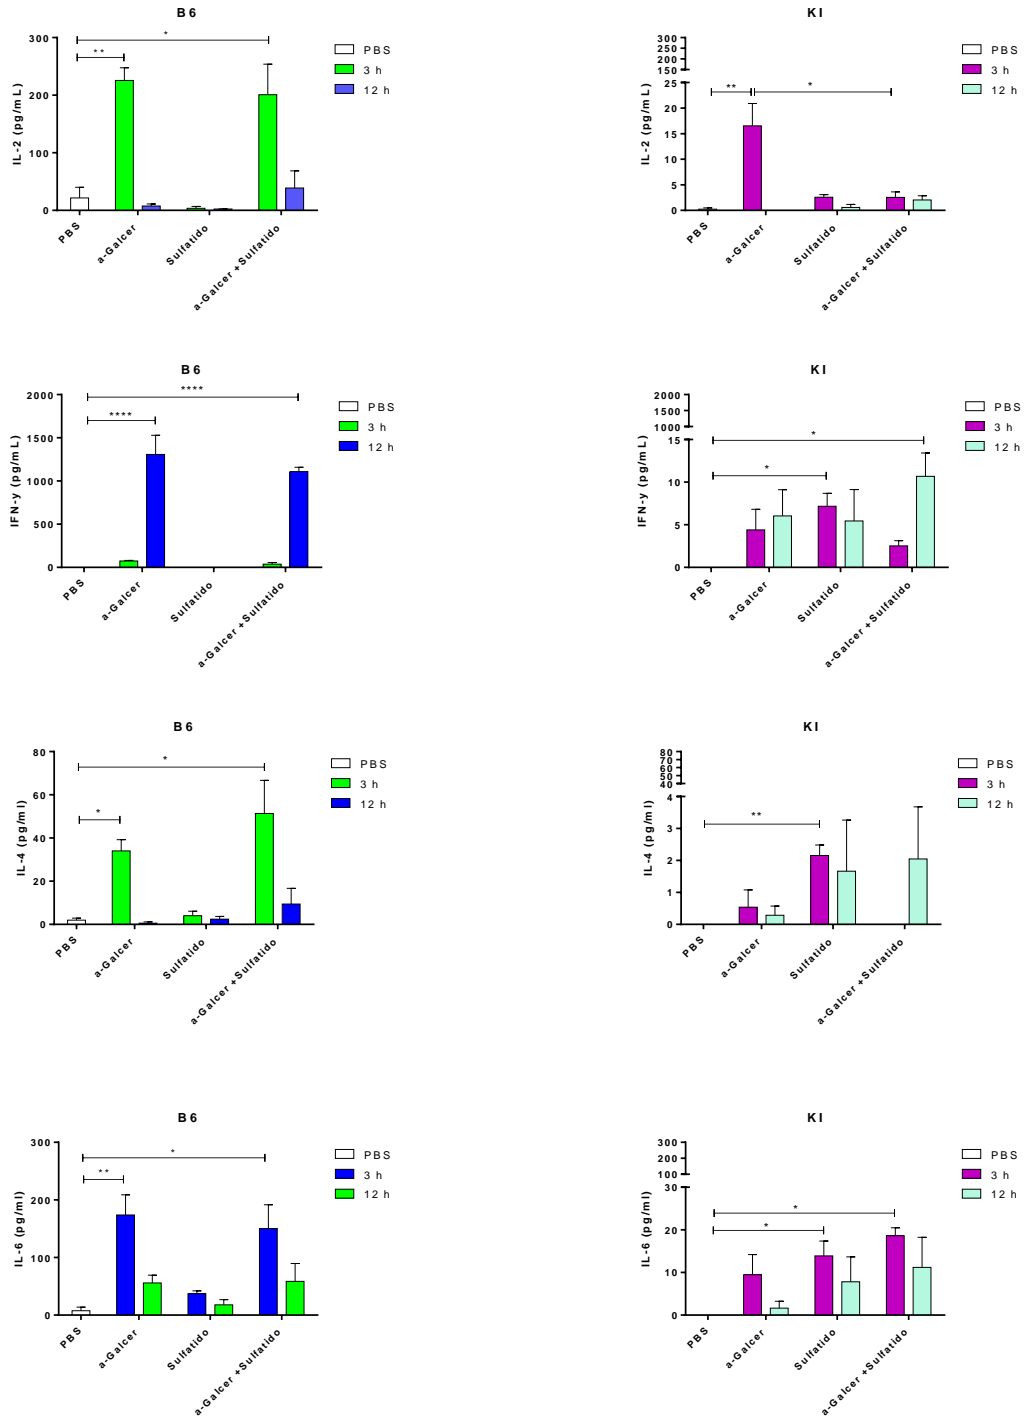 B6
IL-2 (pg/mL)
300
200
100
0
*
**
PBS
3 h
12 h
PBS
a-Galcer
Sulfatido
a-Galcer+Sulfatido
KI
IL-2 (pg/mL)
300
250
200
150
25
20
15
10
5
0
**
*
PBS
3 h
12 h
PBS
a-Galcer
Sulfatido
a-Galcer+Sulfatido
B6
IFN-y (pg/mL)
2000
1500
1000
500
0
****
****
PBS
3 h
12 h
PBS
a-Galcer
Sulfatido
a-Galcer+Sulfatido
KI
IFN-y (pg/mL)
2000
1500
1000
15
10
5
0
*
*
PBS
3 h
12 h
PBS
a-Galcer
Sulfatido
a-Galcer+Sulfatido
B6
IL-4 (pg/ml)
80
60
40
20
0
*
*
PBS
3 h
12 h
PBS
a-Galcer
Sulfatido
a-Galcer+Sulfatido
KI
IL-4 (pg/ml)
80
70
60
50
40
4
3
2
1
0
**
PBS
3 h
12 h
PBS
a-Galcer
Sulfatido
a-Galcer+Sulfatido
B6
IL-6 (pg/ml)
300
200
100
0
*
**
PBS
3 h
12 h
PBS
a-Galcer
Sulfatido
a-Galcer+Sulfatido
KI
IL-6 (pg/ml)
300
200
100
30
20
10
0
*
*
PBS
3 h
12 h
PBS
a-Galcer
Sulfatido
a-Galcer+Sulfatido